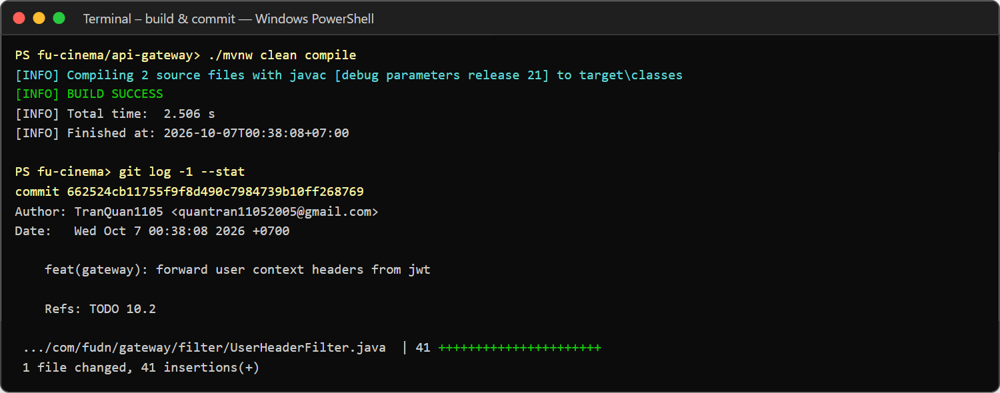 Terminal – build & commit — Windows PowerShell
PS fu-cinema/api-gateway> ./mvnw clean compile
[INFO] Compiling 2 source files with javac [debug parameters release 21] to target\classes
[INFO] BUILD SUCCESS
[INFO] Total time:  2.506 s
[INFO] Finished at: 2026-10-07T00:38:08+07:00
PS fu-cinema> git log -1 --stat
commit 662524cb11755f9f8d490c7984739b10ff268769
Author: TranQuan1105 <quantran11052005@gmail.com>
Date:   Wed Oct 7 00:38:08 2026 +0700
feat(gateway): forward user context headers from jwt
Refs: TODO 10.2
.../com/fudn/gateway/filter/UserHeaderFilter.java  | 41 ++++++++++++++++++++++
1 file changed, 41 insertions(+)